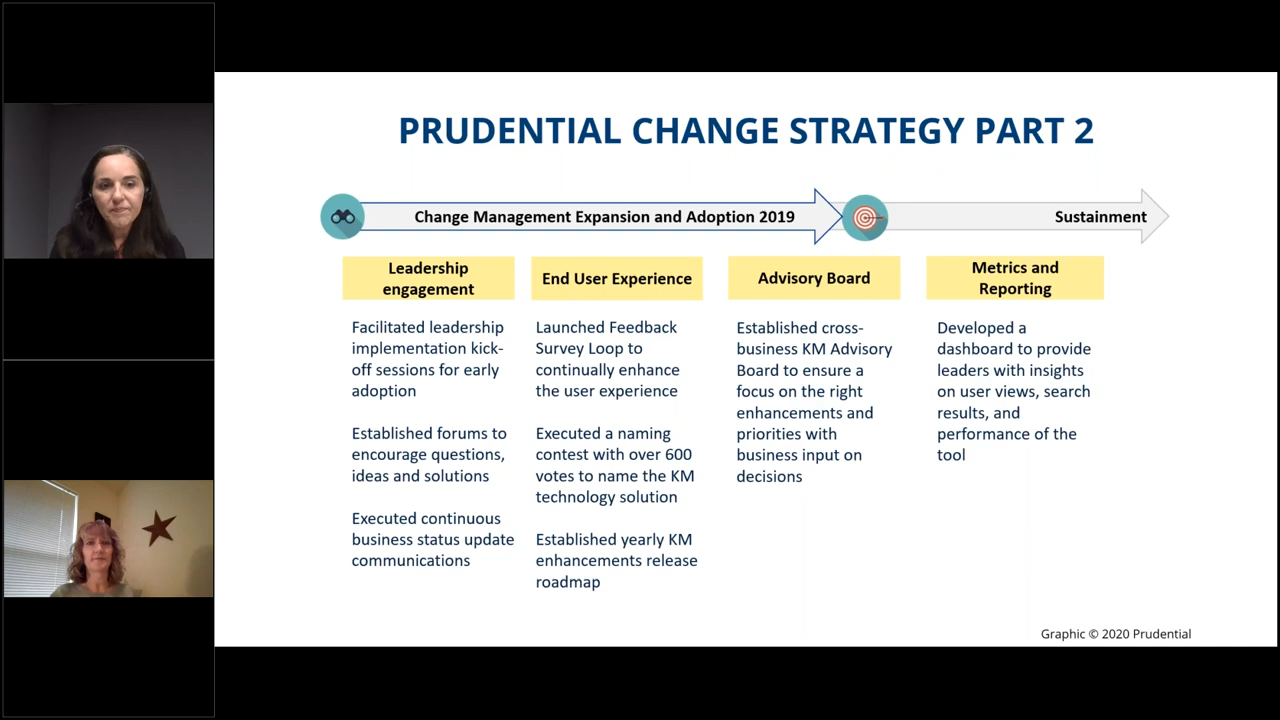 PRUDENTIAL CHANGE STRATEGY PART 2
Change Management Expansion and Adoption 2019
Sustainment
Leadership
engagement
Facilitated leadership
implementation kick-
off sessions for early
adoption
Established forums to
encourage questions,
ideas and solutions
Executed continuous
business status update
communications
End User Experience
Launched Feedback
Survey Loop to
continually enhance
the user experience
Executed a naming
contest with over 600
votes to name the KM
technology solution
Established yearly KM
enhancements release
roadmap
Advisory Board
Established cross-
business KM Advisory
Board to ensure a
focus on the right
enhancements and
priorities with
business input on
decisions
Metrics and
Reporting
Developed a
dashboard to provide
leaders with insights
on user views, search
results, and
performance of the
tool
Graphic © 2020 Prudential